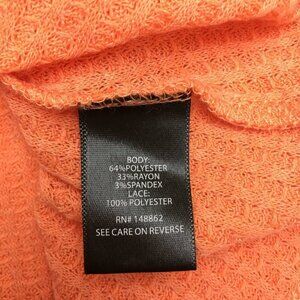 BODY:
64%POLYESTER
33%RAYON
3%SPANDEX
LACE:
100% POLYESTER
RN# 148862
SEE CARE ON REVERSE